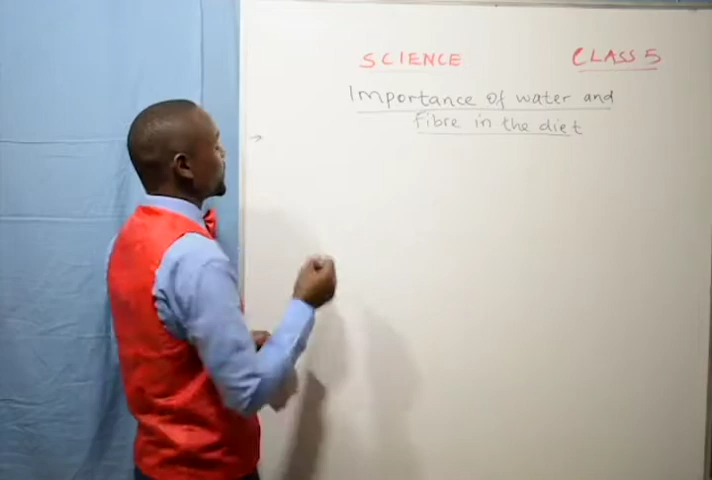 SCIENCE CLASS 5
Importance of water and
Fibre in the diet